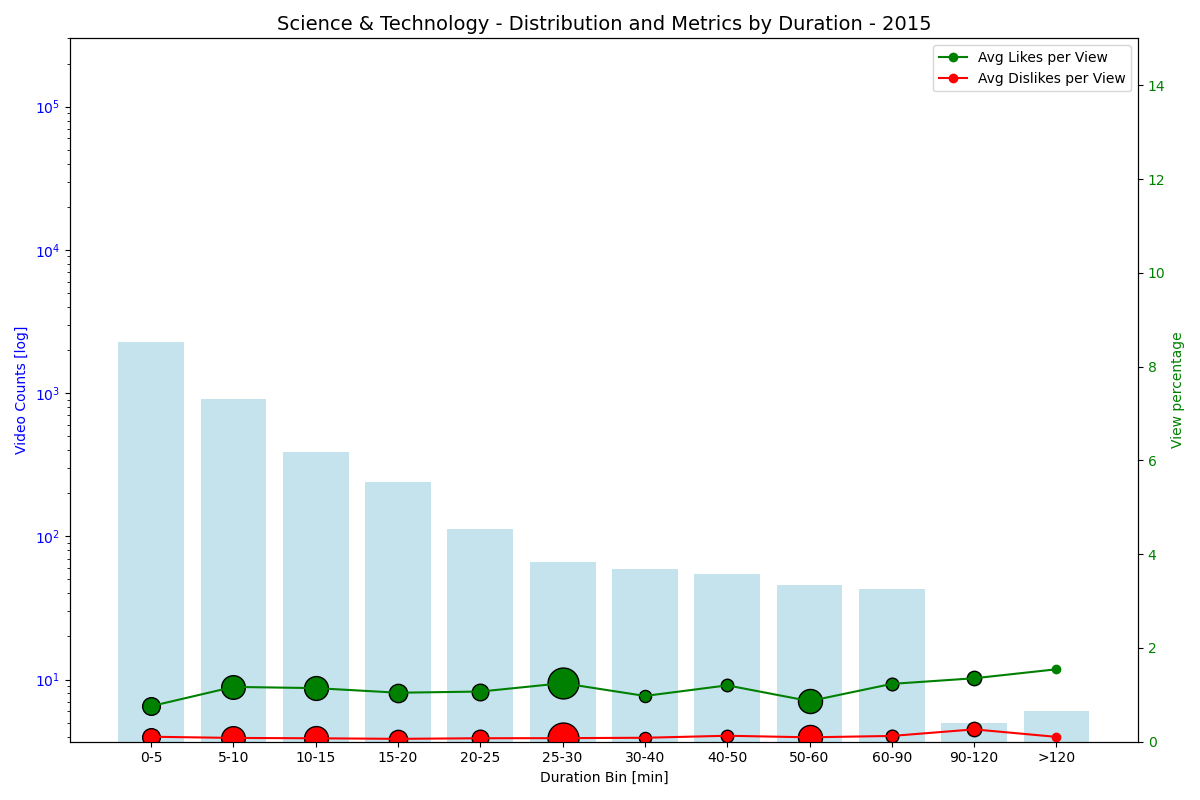 Science & Technology - Distribution and Metrics by Duration - 2015
Avg Likes per View
Avg Dislikes per View
Video Counts [log]
10^5
10^4
10^3
10^2
10^1
14
12
10
8
6
4
2
0
View percentage
0-5 5-10 10-15 15-20 20-25 25-30 30-40 40-50 50-60 60-90 90-120 >120
Duration Bin [min]